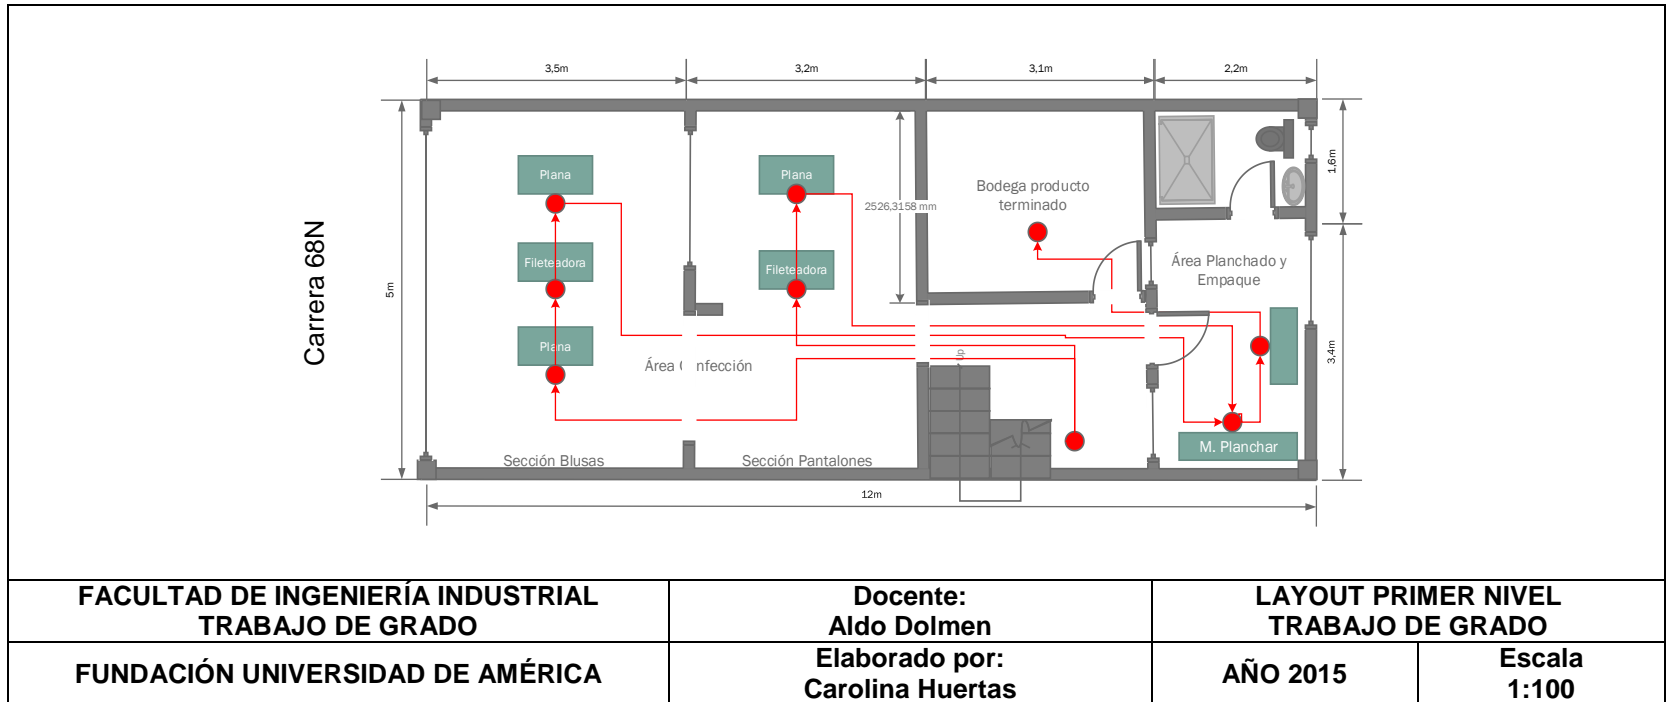 3,5m
3,2m
3,1m
2,2m
Carrera 68N
5m
1,6m
3,4m
Plana
Fileteadora
Plana
Plana
Fileteadora
2526,3158 mm
Bodega producto
terminado
Área Planchado y
Empaque
Área Confección
Up
M. Planchar
Sección Blusas
Sección Pantalones
12m
FACULTAD DE INGENIERÍA INDUSTRIAL
TRABAJO DE GRADO
Docente:
Aldo Dolmen
LAYOUT PRIMER NIVEL
TRABAJO DE GRADO
FUNDACIÓN UNIVERSIDAD DE AMÉRICA
Elaborado por:
Carolina Huertas
AÑO 2015
Escala
1:100